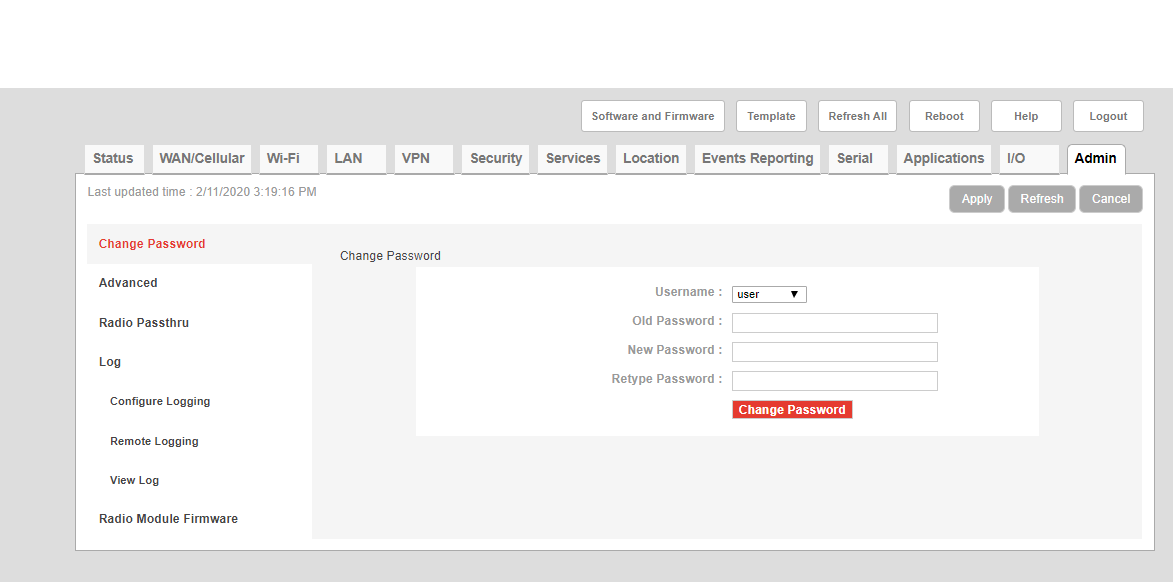 Software and Firmware Template Refresh All Reboot Help Logout
Status WAN/Cellular Wi-Fi LAN VPN Security Services Location Events Reporting Serial Applications I/O Admin
Last updated time : 2/11/2020 3:19:16 PM
Apply Refresh Cancel
Change Password
Advanced
Radio Passthru
Log
Configure Logging
Remote Logging
View Log
Radio Module Firmware
Change Password
Username : user
Old Password :
New Password :
Retype Password :
Change Password